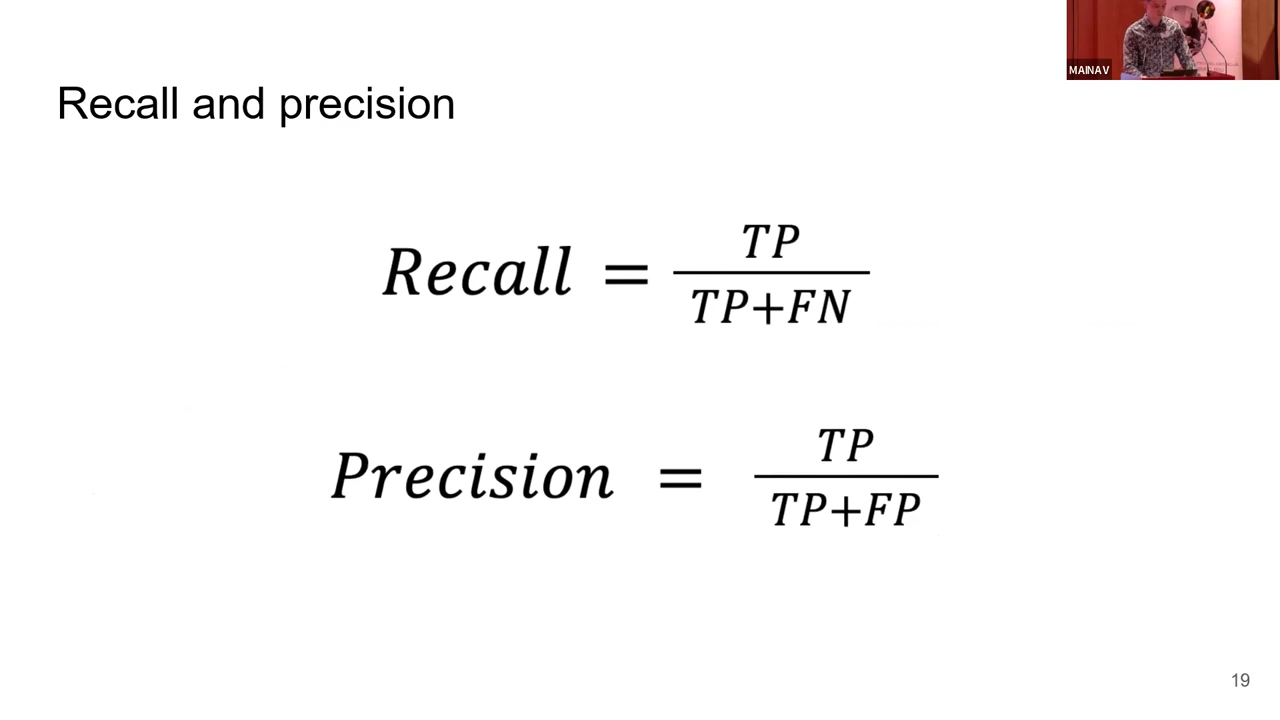 MAINAV
Recall and precision
Recall = TP / TP+FN
Precision = TP / TP+FP
19